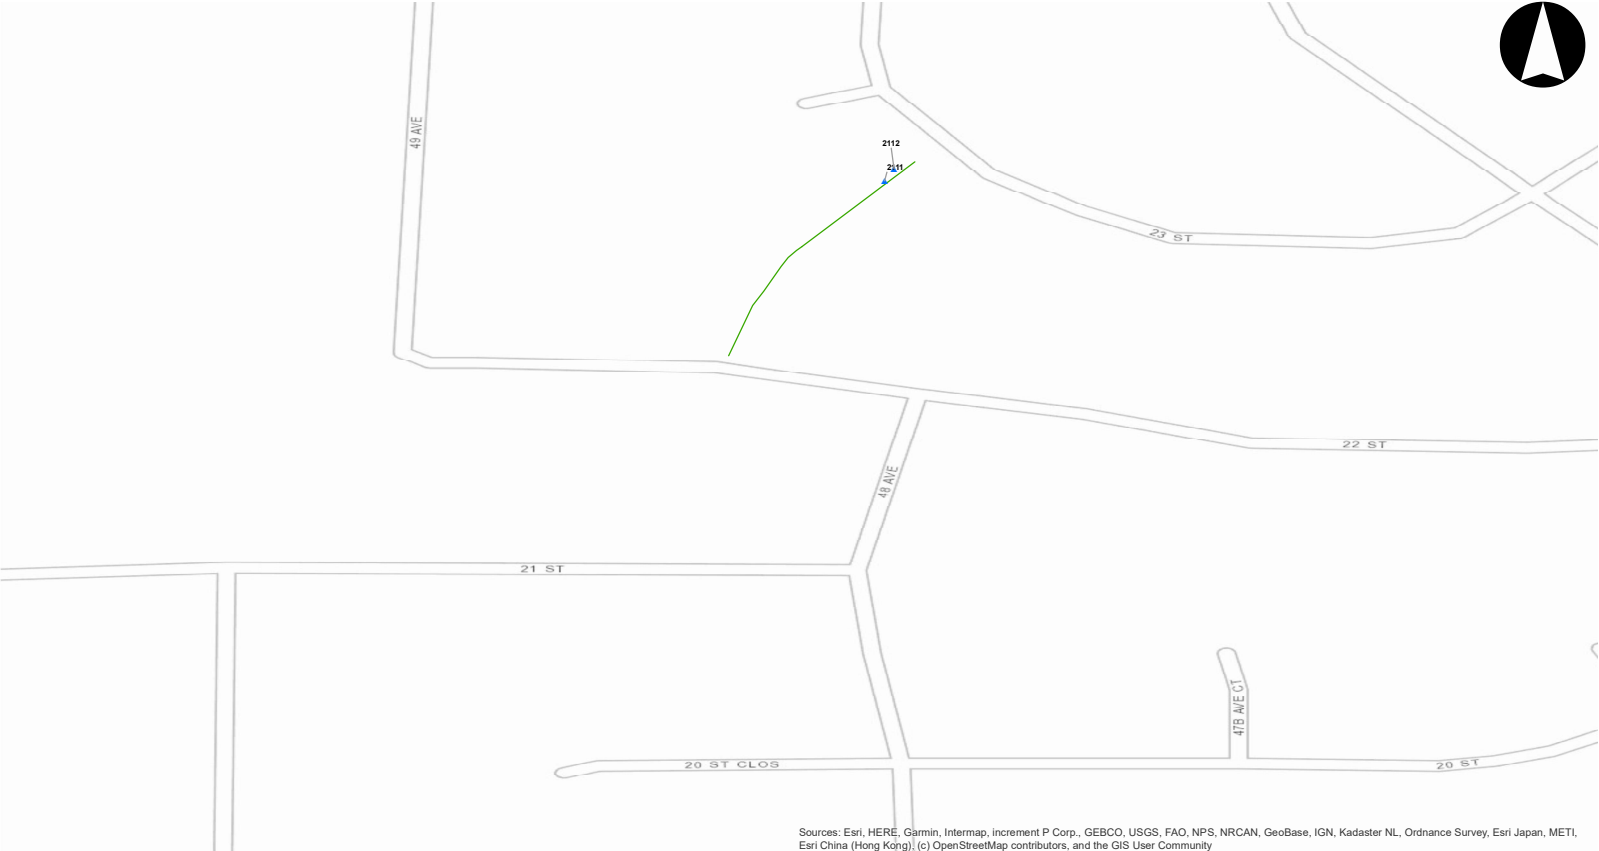 49 AVE
2112
2111
23 ST
22 ST
48 AVE
21 ST
47B AVE CT
20 ST CLOS
20 ST
Sources: Esri, HERE, Garmin, Intermap, increment P Corp., GEBCO, USGS, FAO, NPS, NRCAN, GeoBase, IGN, Kadaster NL, Ordnance Survey, Esri Japan, METI,
Esri China (Hong Kong), (c) OpenStreetMap contributors, and the GIS User Community